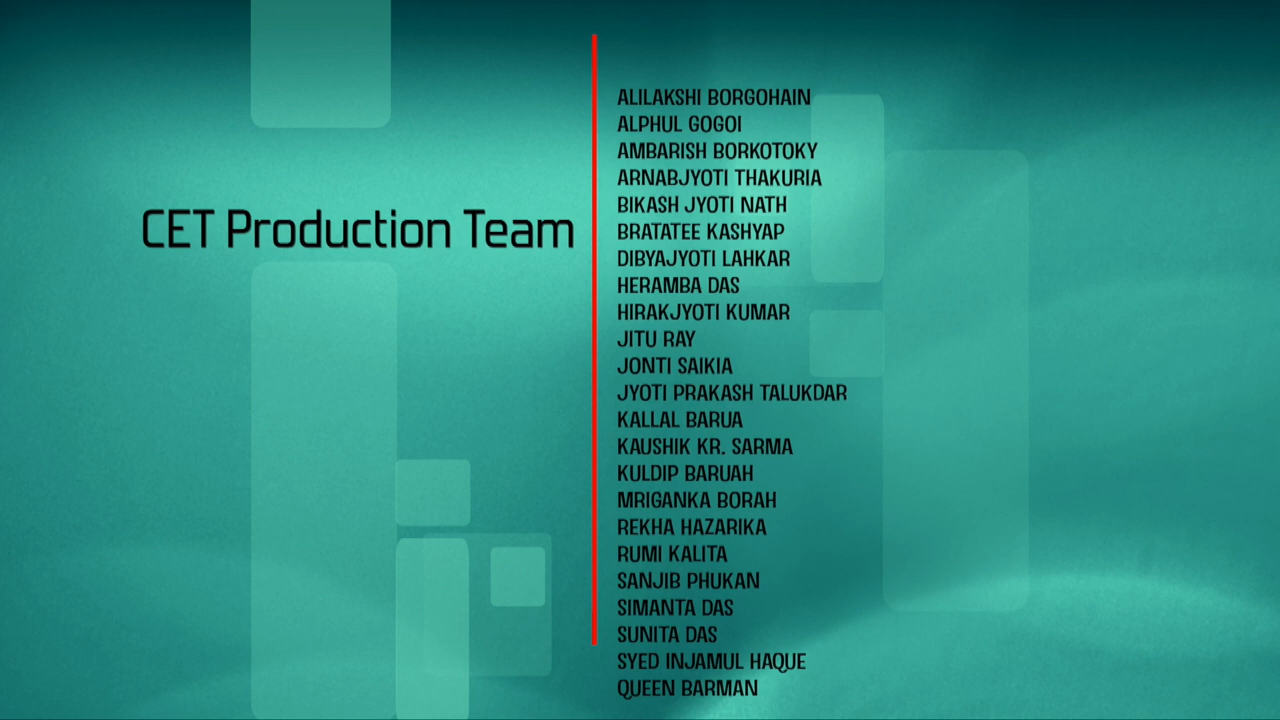 CET Production Team
ALILAKSHI BORGOHAIN
ALPHUL GOGOI
AMBARISH BORKOTOKY
ARNABJYOTI THAKURIA
BIKASH JYOTI NATH
BRATATEE KASHYAP
DIBYAJYOTI LAHKAR
HERAMBA DAS
HIRAKJYOTI KUMAR
JITU RAY
JONTI SAIKIA
JYOTI PRAKASH TALUKDAR
KALLAL BARUA
KAUSHIK KR. SARMA
KULDIP BARUAH
MRIGANKA BORAH
REKHA HAZARIKA
RUMI KALITA
SANJIB PHUKAN
SIMANTA DAS
SUNITA DAS
SYED INJAMUL HAQUE
QUEEN BARMAN